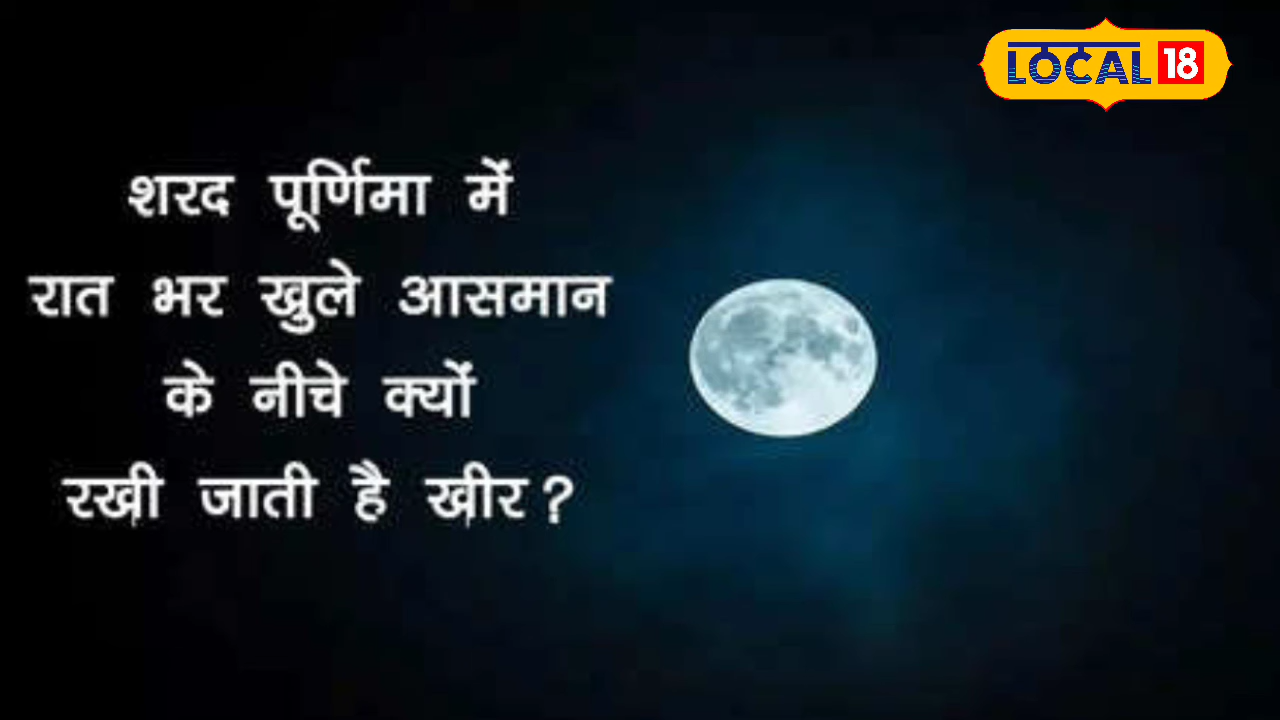 LOCAL 18
शरद पूर्णिमा में
रात भर खुले आसमान
के नीचे क्यों
रखी जाती है खीर ?